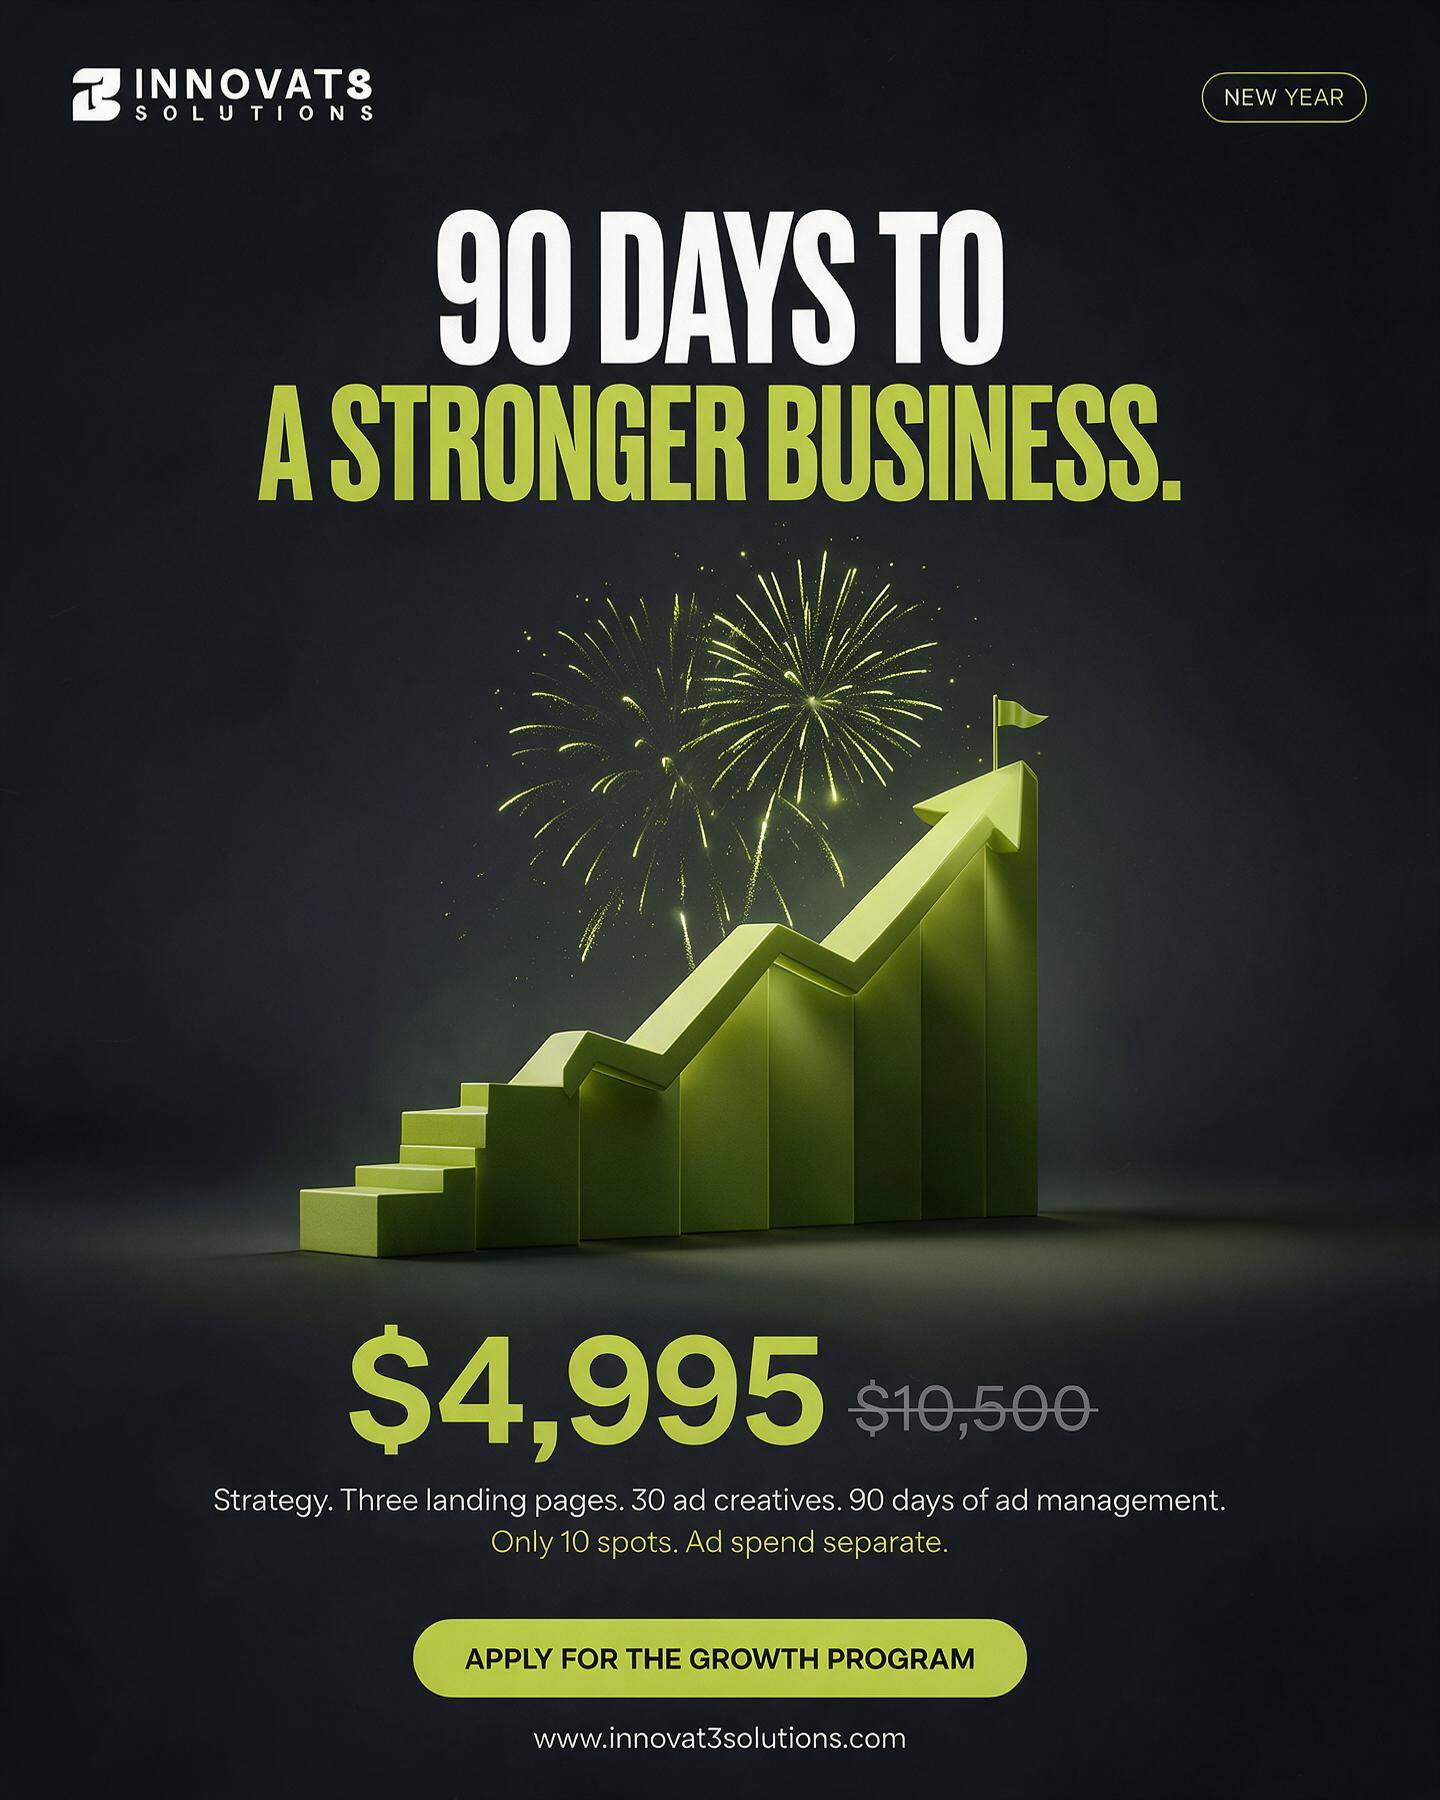 INNOVAT8
SOLUTIONS
NEW YEAR
90 DAYS TO
A STRONGER BUSINESS.
$4,995 $10,500
Strategy. Three landing pages. 30 ad creatives. 90 days of ad management.
Only 10 spots. Ad spend separate.
APPLY FOR THE GROWTH PROGRAM
www.innovat3solutions.com